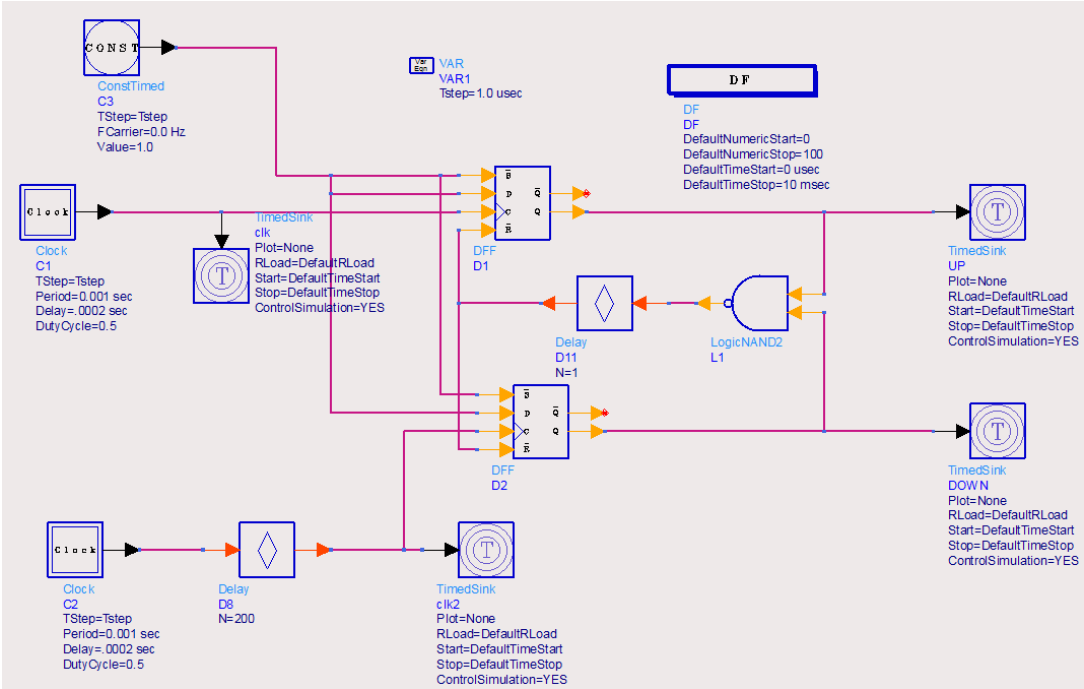 CONST
ConstTimed
C3
TStep=Tstep
FCarrier=0.0 Hz
Value=1.0
Var
Eqn
VAR
VAR1
Tstep=1.0 usec
DF
DF
DF
DefaultNumericStart=0
DefaultNumericStop=100
DefaultTimeStart=0 usec
DefaultTimeStop=10 msec
Clock
Clock
C1
TStep=Tstep
Period=0.001 sec
Delay=.0002 sec
DutyCycle=0.5
T
TimedSink
clk
Plot=None
RLoad=DefaultRLoad
Start=DefaultTimeStart
Stop=DefaultTimeStop
ControlSimulation=YES
S
D
C
R
Q
Q
DFF
D1
T
TimedSink
UP
Plot=None
RLoad=DefaultRLoad
Start=DefaultTimeStart
Stop=DefaultTimeStop
ControlSimulation=YES
Delay
D11
N=1
LogicNAND2
L1
S
D
C
R
Q
Q
DFF
D2
T
TimedSink
DOWN
Plot=None
RLoad=DefaultRLoad
Start=DefaultTimeStart
Stop=DefaultTimeStop
ControlSimulation=YES
Clock
Clock
C2
TStep=Tstep
Period=0.001 sec
Delay=.0002 sec
DutyCycle=0.5
Delay
D8
N=200
T
TimedSink
clk2
Plot=None
RLoad=DefaultRLoad
Start=DefaultTimeStart
Stop=DefaultTimeStop
ControlSimulation=YES